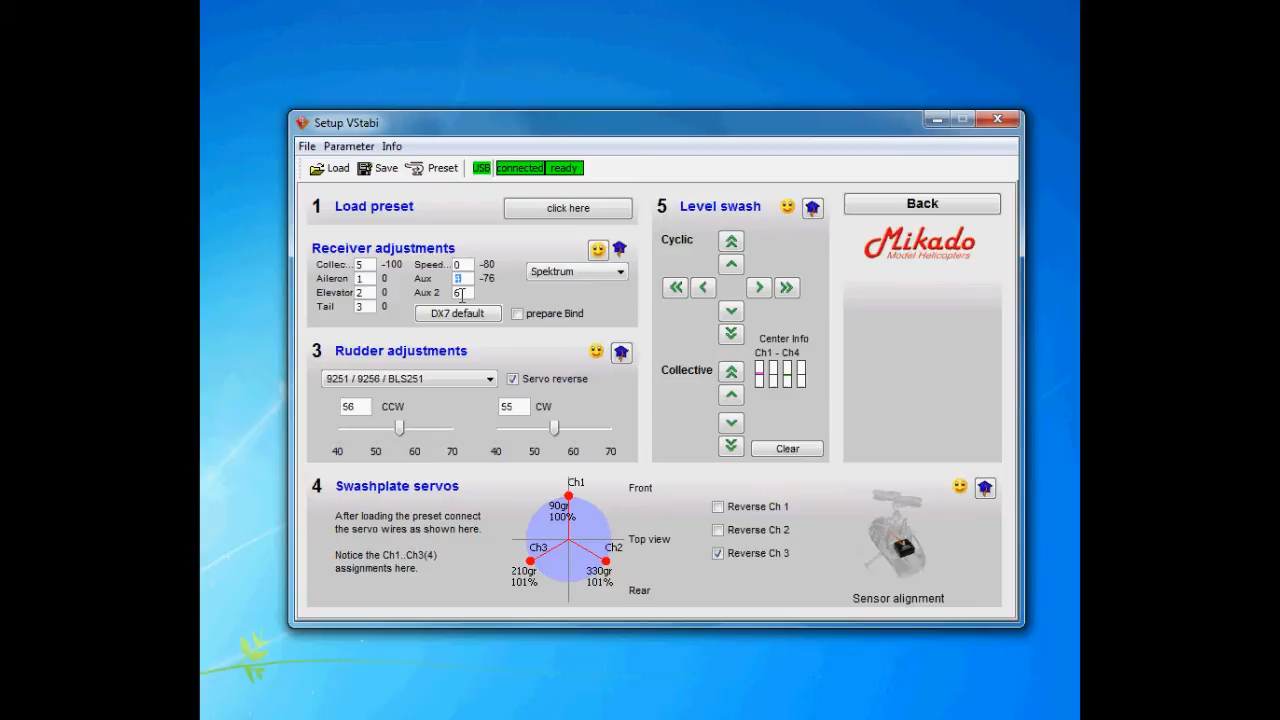 Setup VStabi
File Parameter Info
Load Save Preset USB connected ready
1 Load preset click here
Receiver adjustments
Collec... 5 -100 Speed... 0 -80
Aileron 1 0 Aux -76
Elevator 2 0 Aux 2 6
Tail 3 0
Spektrum
DX7 default prepare Bind
3 Rudder adjustments
9251 / 9256 / BLS251 Servo reverse
56 CCW 55 CW
40 50 60 70 40 50 60 70
5 Level swash
Cyclic
Center Info
Ch1 - Ch4
Collective
Clear
Back
Mikado
Model Helicopters
4 Swashplate servos
After loading the preset connect
the servo wires as shown here.
Notice the Ch1..Ch3(4)
assignments here.
Ch1
90gr
100%
Ch3
210gr
101%
Ch2
330gr
101%
Front
Top view
Rear
Reverse Ch 1
Reverse Ch 2
Reverse Ch 3
Sensor alignment